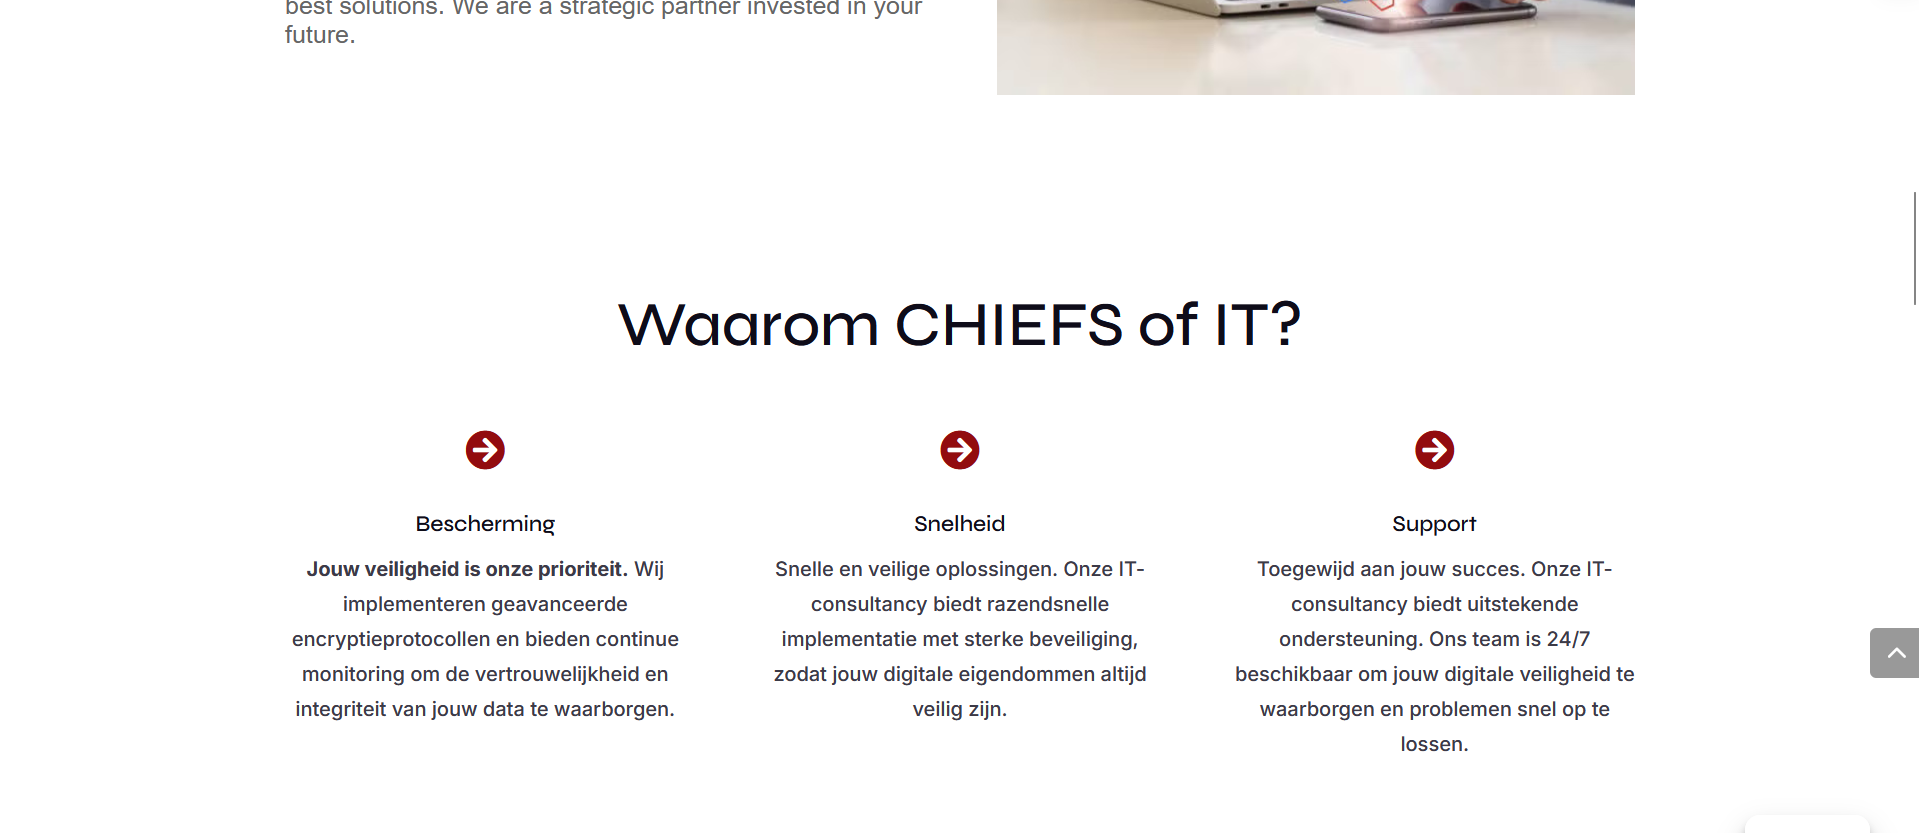 best solutions. We are a strategic partner invested in your
future.
Waarom CHIEFS of IT?
Bescherming
Jouw veiligheid is onze prioriteit. Wij
implementeren geavanceerde
encryptieprotocollen en bieden continue
monitoring om de vertrouwelijkheid en
integriteit van jouw data te waarborgen.
Snelheid
Snelle en veilige oplossingen. Onze IT-
consultancy biedt razendsnelle
implementatie met sterke beveiliging,
zodat jouw digitale eigendommen altijd
veilig zijn.
Support
Toegewijd aan jouw succes. Onze IT-
consultancy biedt uitstekende
ondersteuning. Ons team is 24/7
beschikbaar om jouw digitale veiligheid te
waarborgen en problemen snel op te
lossen.